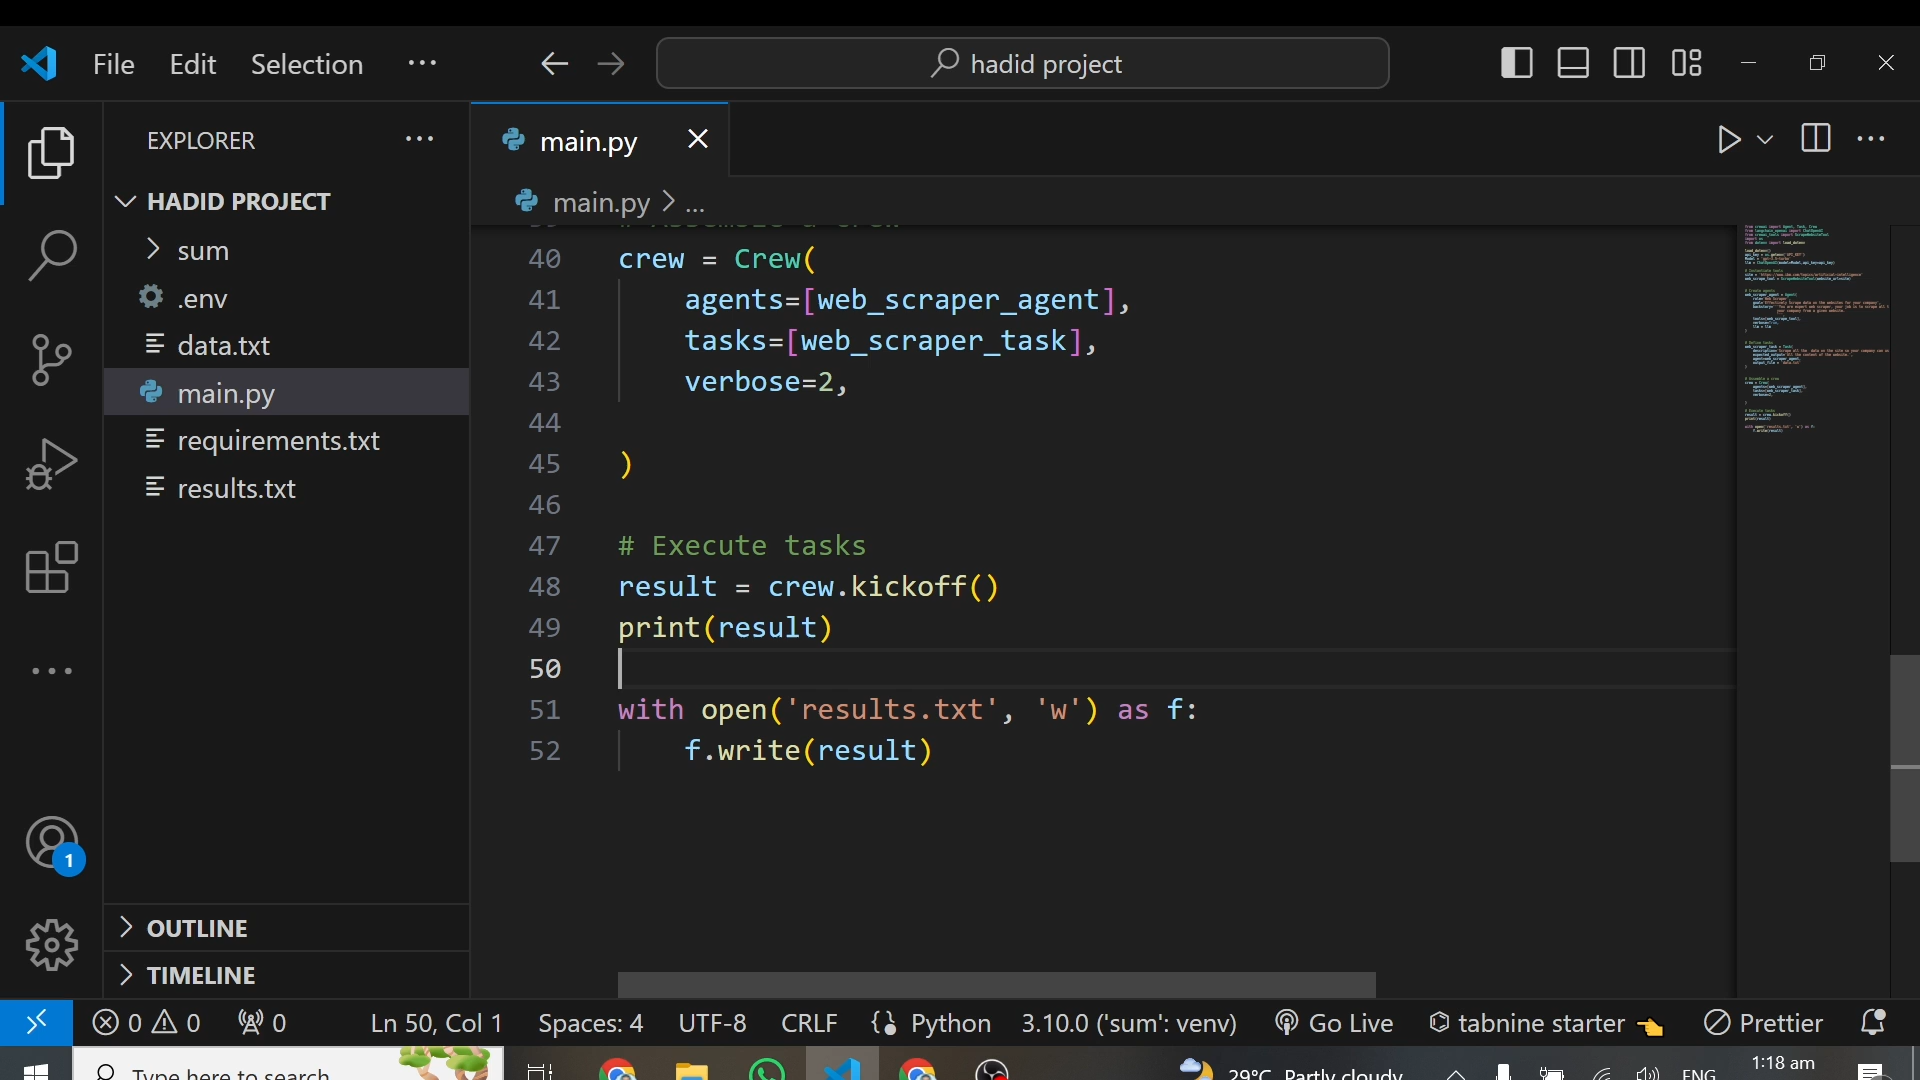 File Edit Selection ...
hadid project
EXPLORER ...
main.py
HADID PROJECT
main.py > ...
sum
.env
data.txt
main.py
requirements.txt
results.txt
40 crew = Crew(
41 agents=[web_scraper_agent],
42 tasks=[web_scraper_task],
43 verbose=2,
44
45 )
46
47 # Execute tasks
48 result = crew.kickoff()
49 print(result)
50
51 with open('results.txt', 'w') as f:
52 f.write(result)
1
OUTLINE
TIMELINE
0 0 0 Ln 50, Col 1 Spaces: 4 UTF-8 CRLF {} Python 3.10.0 ('sum': venv) Go Live tabnine starter Prettier
Type here to search 29°C Partly cloudy ENG 1:18 am